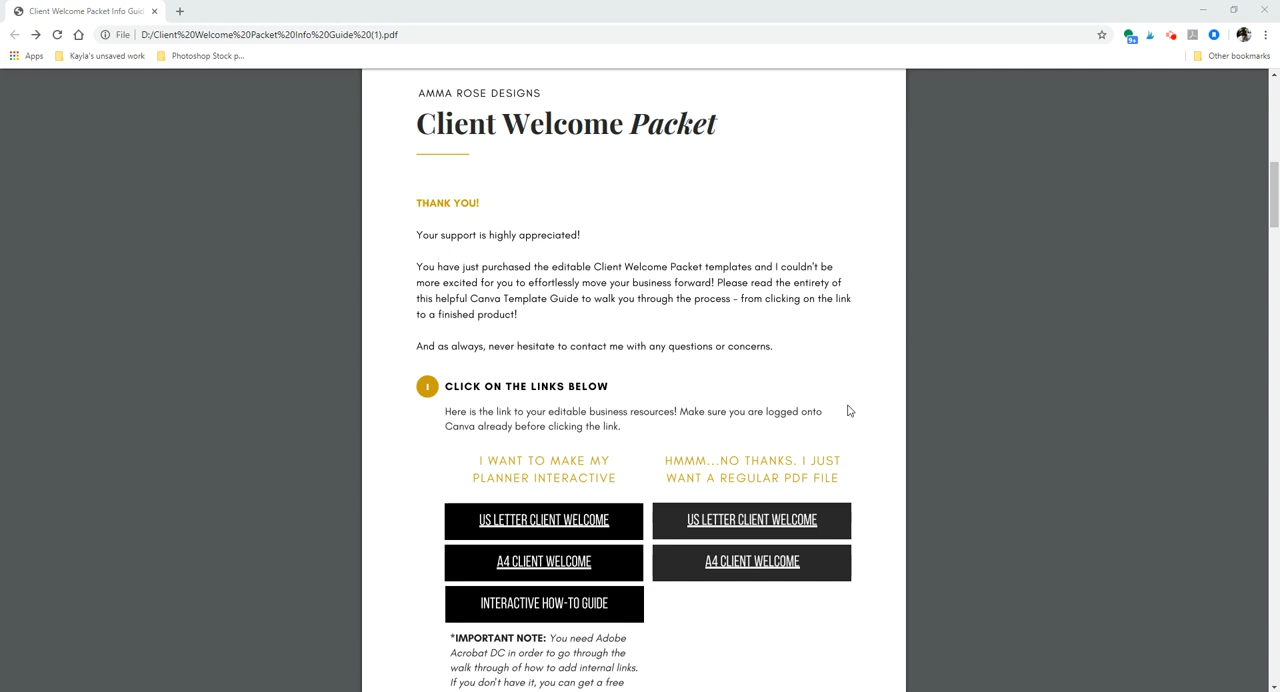 Client Welcome Packet Info Guid
File
D:/Client%20Welcome%20Packet%20Info%20Guide%20(1).pdf
9+
Apps
Kayla's unsaved work
Photoshop Stock p...
Other bookmarks
AMMA ROSE DESIGNS
Client Welcome Packet
THANK YOU!
Your support is highly appreciated!
You have just purchased the editable Client Welcome Packet templates and I couldn't be
more excited for you to effortlessly move your business forward! Please read the entirety of
this helpful Canva Template Guide to walk you through the process - from clicking on the link
to a finished product!
And as always, never hesitate to contact me with any questions or concerns.
1 CLICK ON THE LINKS BELOW
Here is the link to your editable business resources! Make sure you are logged onto
Canva already before clicking the link.
I WANT TO MAKE MY
PLANNER INTERACTIVE
US LETTER CLIENT WELCOME
A4 CLIENT WELCOME
INTERACTIVE HOW-TO GUIDE
*IMPORTANT NOTE: You need Adobe
Acrobat DC in order to go through the
walk through of how to add internal links.
If you don't have it, you can get a free
HMMM...NO THANKS. I JUST
WANT A REGULAR PDF FILE
US LETTER CLIENT WELCOME
A4 CLIENT WELCOME